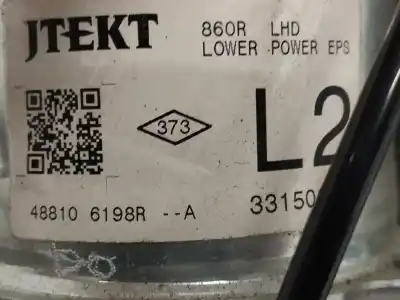 JTEKT
860R LHD
LOWER POWER EPS
373
L2
48810 6198R --A
33150